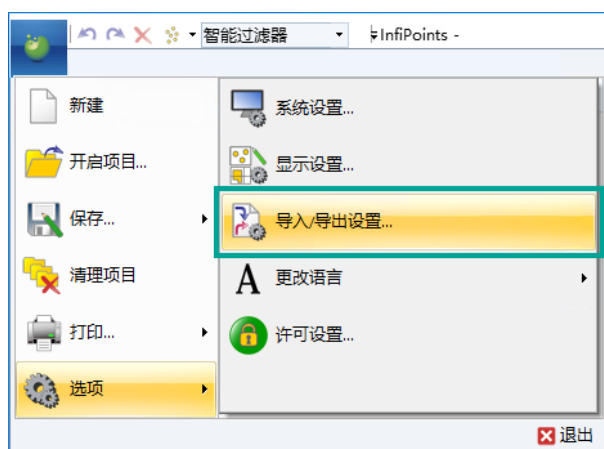 智能过滤器
InfiPoints -
新建
开启项目...
保存...
清理项目
打印...
选项
系统设置...
显示设置...
导入/导出设置...
A 更改语言
许可设置...
退出